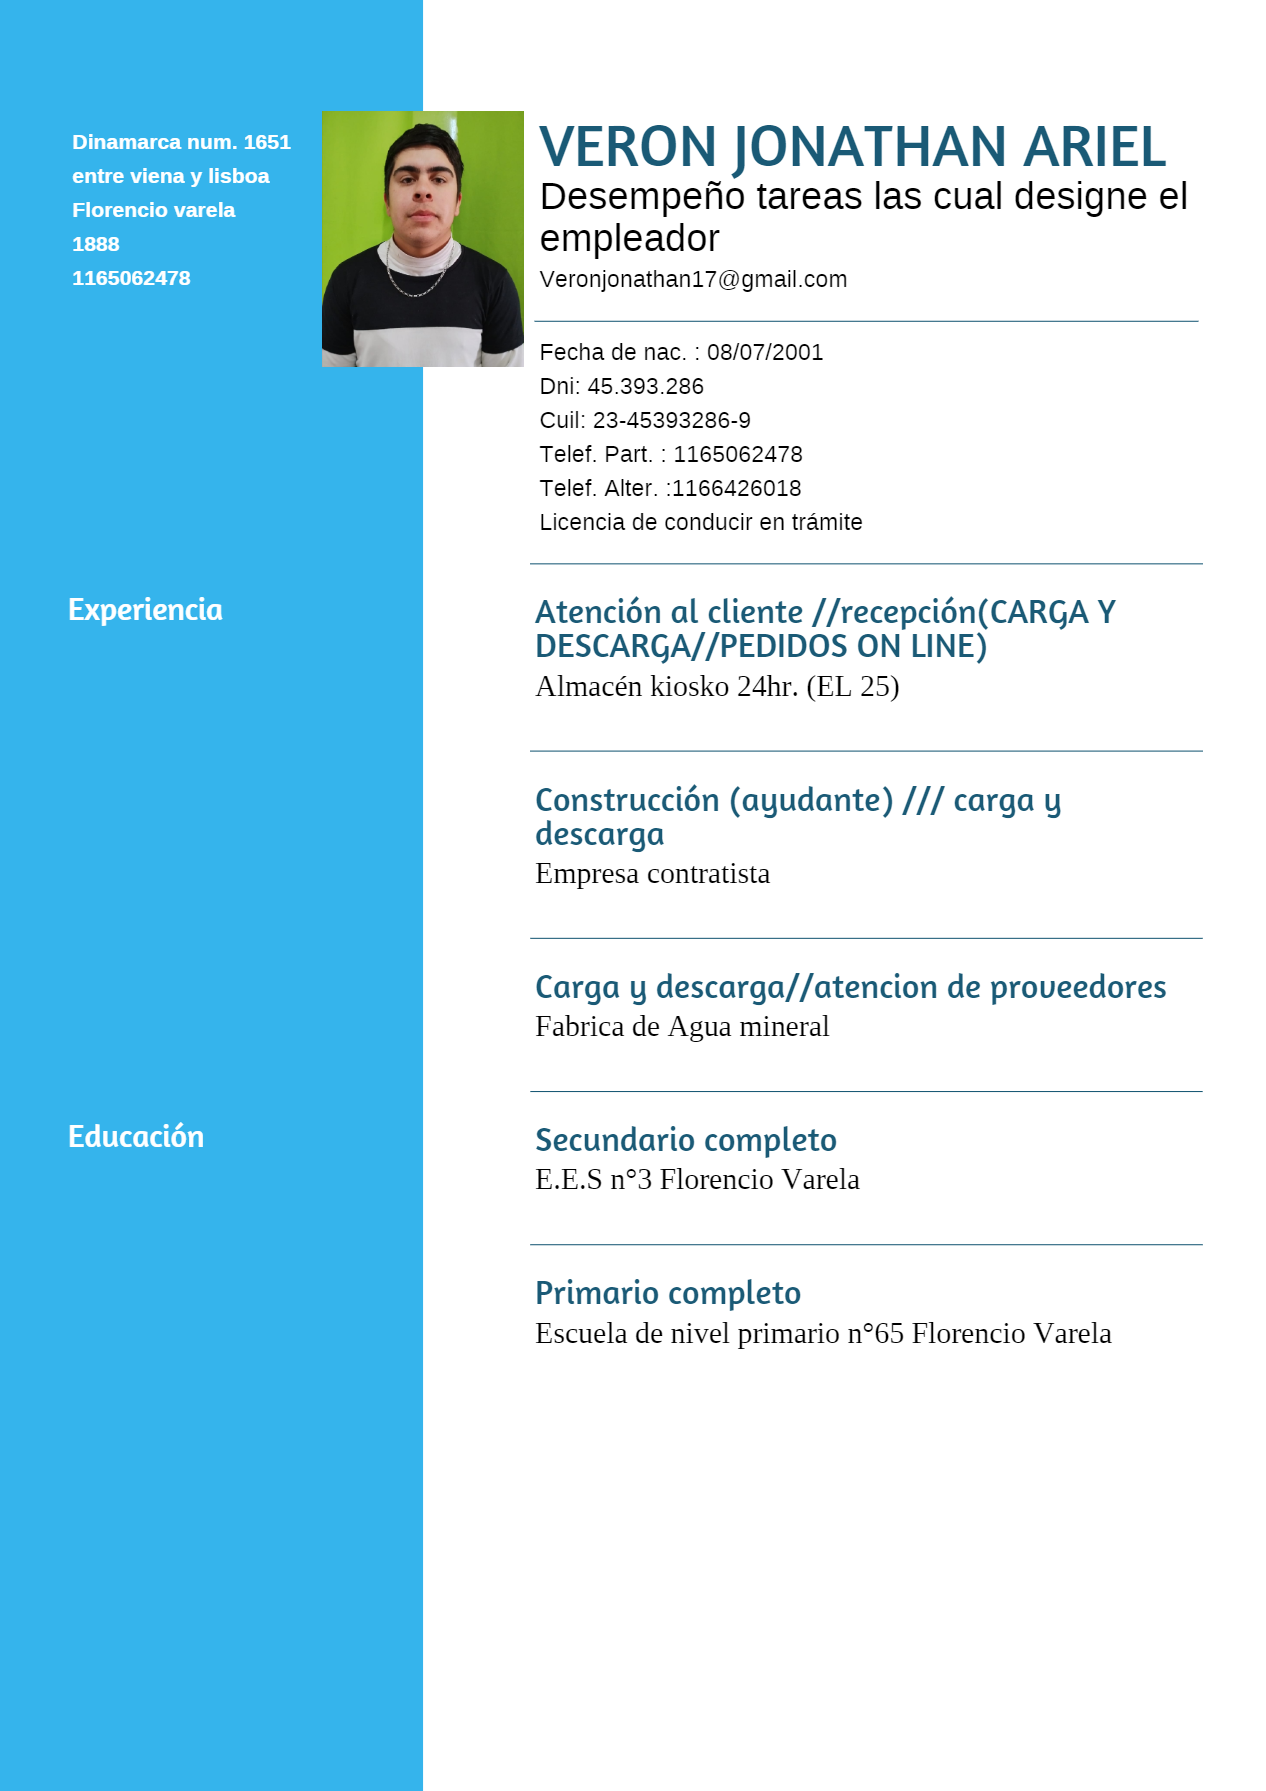 Dinamarca num. 1651
entre viena y lisboa
Florencio varela
1888
1165062478
VERON JONATHAN ARIEL
Desempeño tareas las cual designe el
empleador
Veronjonathan17@gmail.com
Fecha de nac. : 08/07/2001
Dni: 45.393.286
Cuil: 23-45393286-9
Telef. Part. : 1165062478
Telef. Alter. :1166426018
Licencia de conducir en trámite
Experiencia
Atención al cliente //recepción(CARGA Y
DESCARGA//PEDIDOS ON LINE)
Almacén kiosko 24hr. (EL 25)
Construcción (ayudante) /// carga y
descarga
Empresa contratista
Carga y descarga//atencion de proveedores
Fabrica de Agua mineral
Educación
Secundario completo
E.E.S n°3 Florencio Varela
Primario completo
Escuela de nivel primario n°65 Florencio Varela